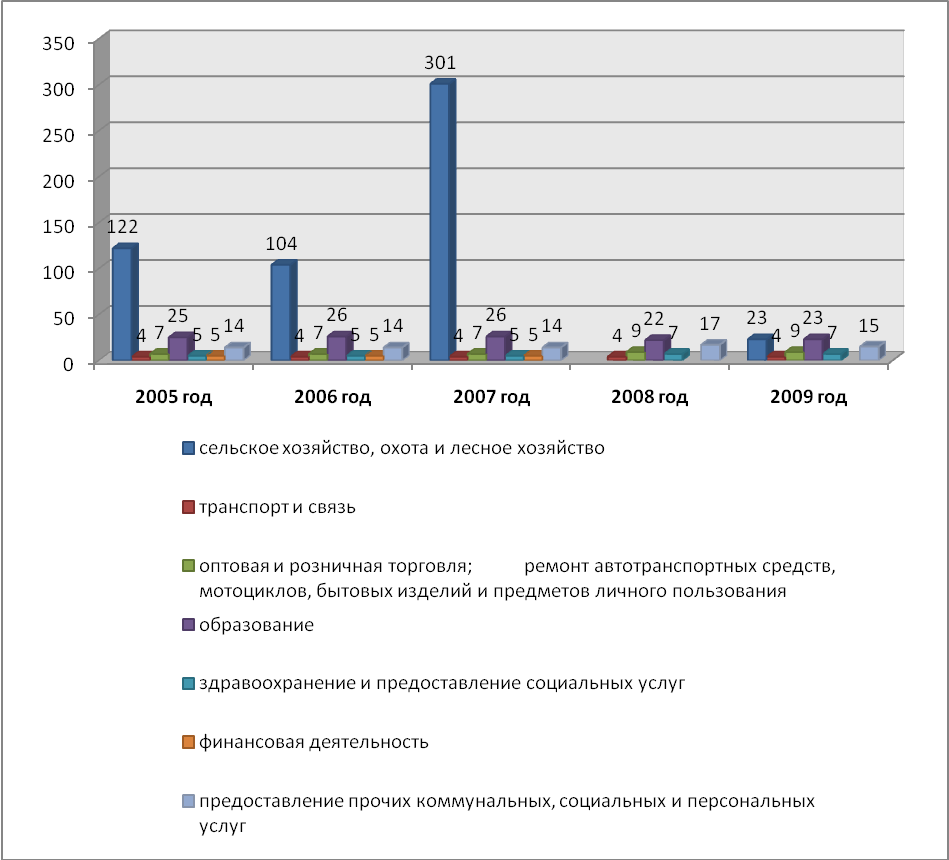 350
300
250
200
150
100
50
0
122 4 7 25 5 5 14
104 4 7 26 5 5 14
301 4 7 26 5 5 14
4 9 22 7 17
23 4 9 23 7 15
2005 год 2006 год 2007 год 2008 год 2009 год
сельское хозяйство, охота и лесное хозяйство
транспорт и связь
оптовая и розничная торговля; ремонт автотранспортных средств,
мотоциклов, бытовых изделий и предметов личного пользования
образование
здравоохранение и предоставление социальных услуг
финансовая деятельность
предоставление прочих коммунальных, социальных и персональных
услуг